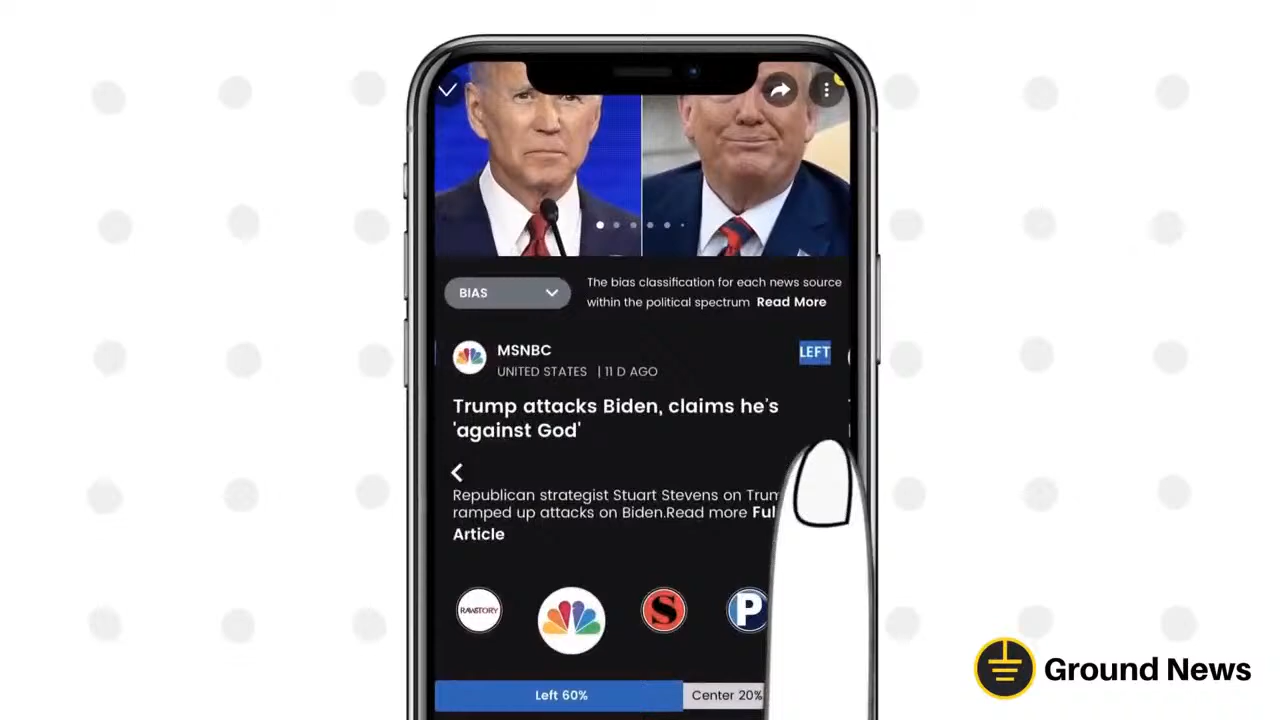 BIAS
The bias classification for each news source
within the political spectrum Read More
MSNBC
LEFT
UNITED STATES | 11 D AGO
Trump attacks Biden, claims he's
'against God'
Republican strategist Stuart Stevens on
ramped up attacks on Biden.Read more
Article
RAWSTORY
S
P
Left 60%
Center 20%
Ground News